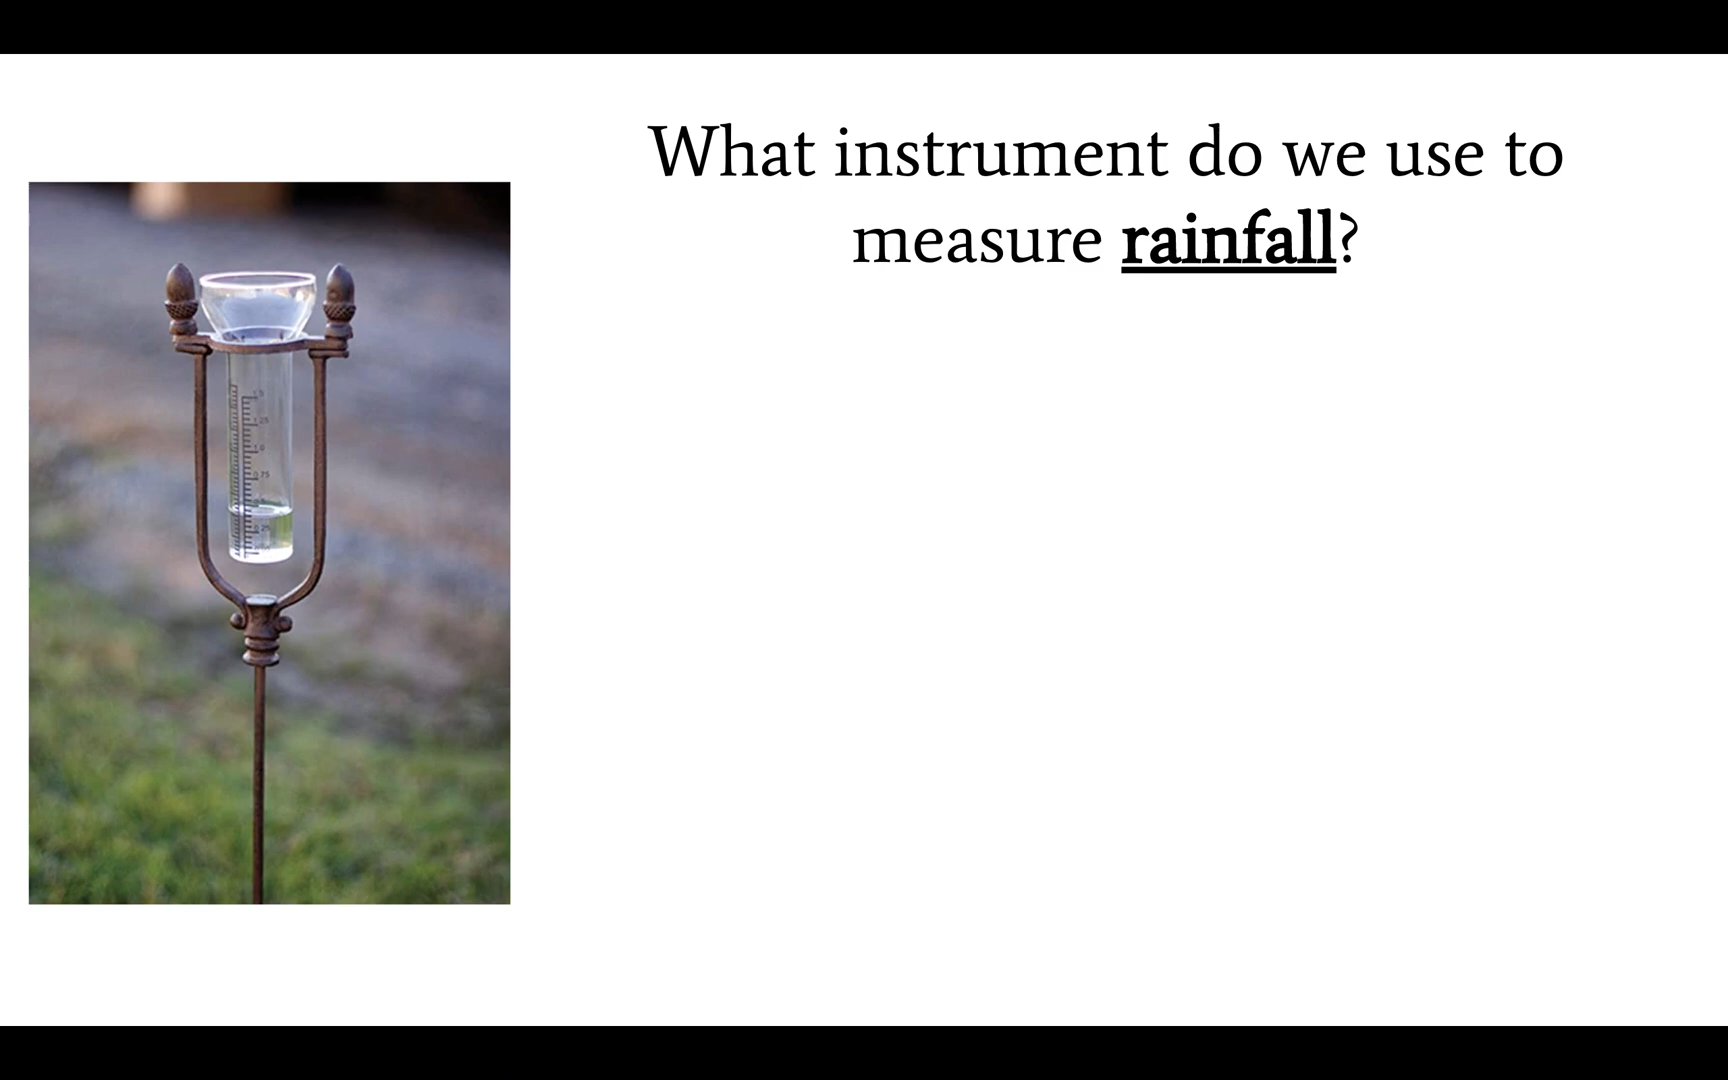 What instrument do we use to
measure rainfall?